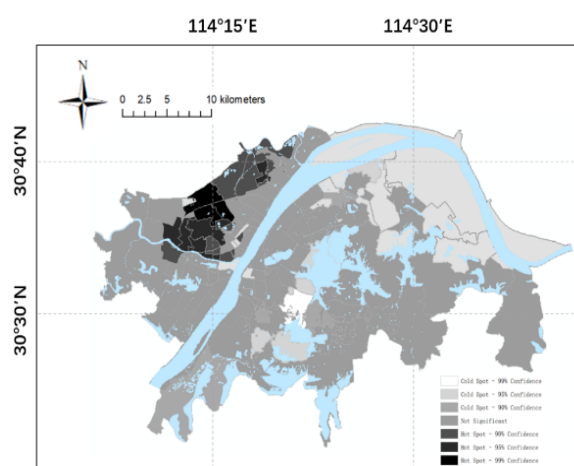 114°15′E 114°30′E
N
0 2.5 5 10 kilometers
30°40′N
30°30′N
Cold Spot - 99% Confidence
Cold Spot - 95% Confidence
Cold Spot - 90% Confidence
Not Significant
Hot Spot - 90% Confidence
Hot Spot - 95% Confidence
Hot Spot - 99% Confidence